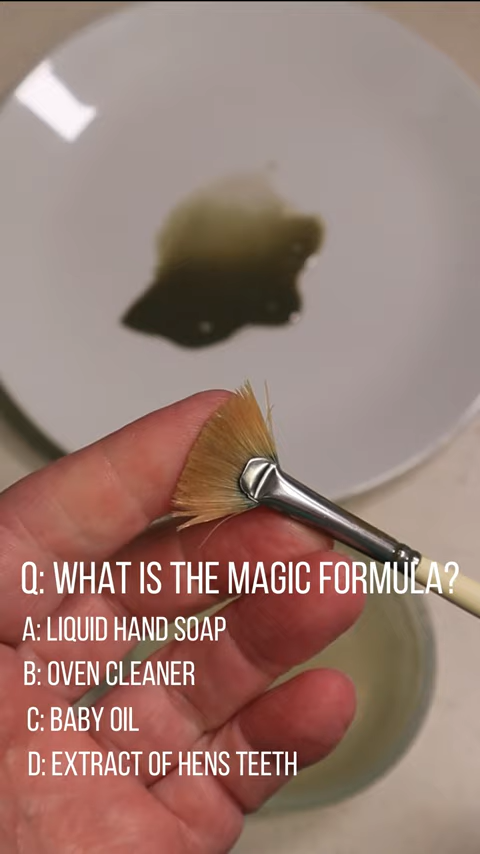 Q: WHAT IS THE MAGIC FORMULA?
A: LIQUID HAND SOAP
B: OVEN CLEANER
C: BABY OIL
D: EXTRACT OF HENS TEETH